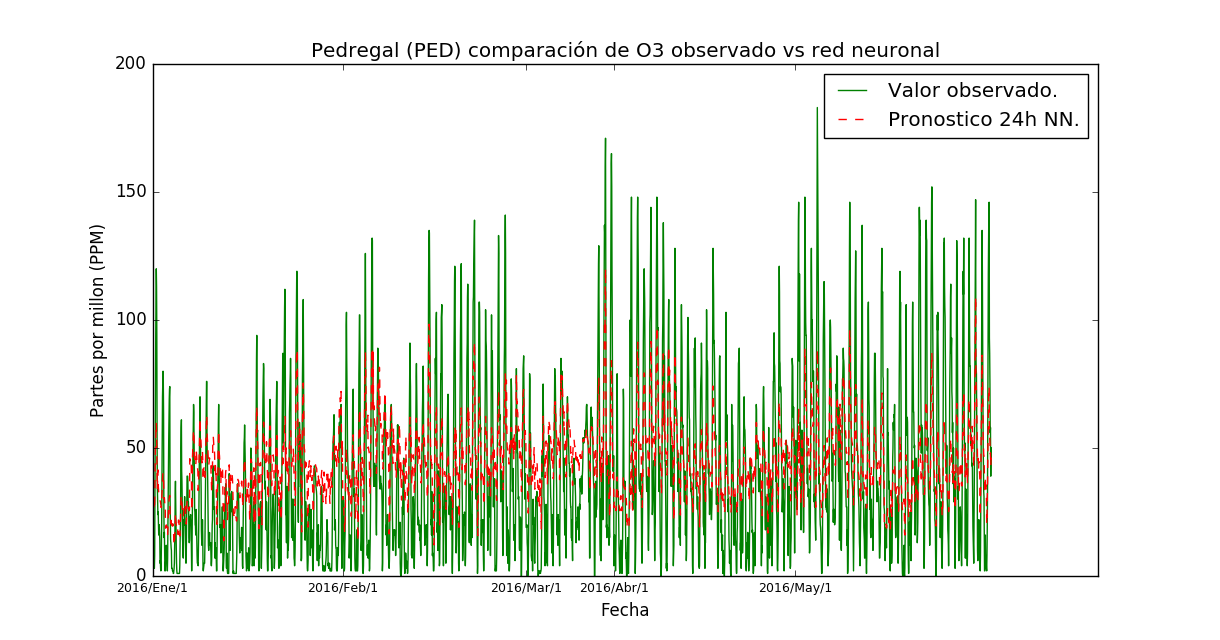 Pedregal (PED) comparación de O3 observado vs red neuronal
Valor observado.
Pronostico 24h NN.
Partes por millon (PPM)
200
150
100
50
0
2016/Ene/1
2016/Feb/1
2016/Mar/1
2016/Abr/1
2016/May/1
Fecha